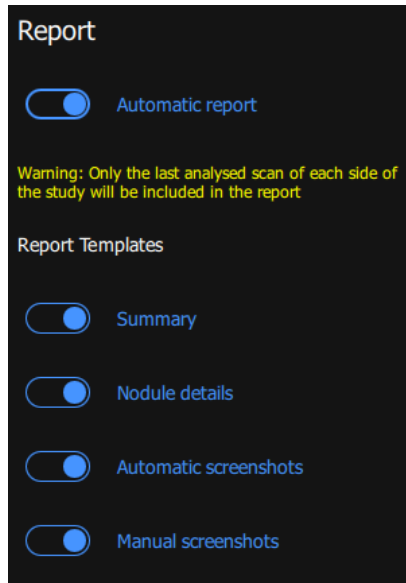 Report
Automatic report
Warning: Only the last analysed scan of each side of
the study will be included in the report
Report Templates
Summary
Nodule details
Automatic screenshots
Manual screenshots